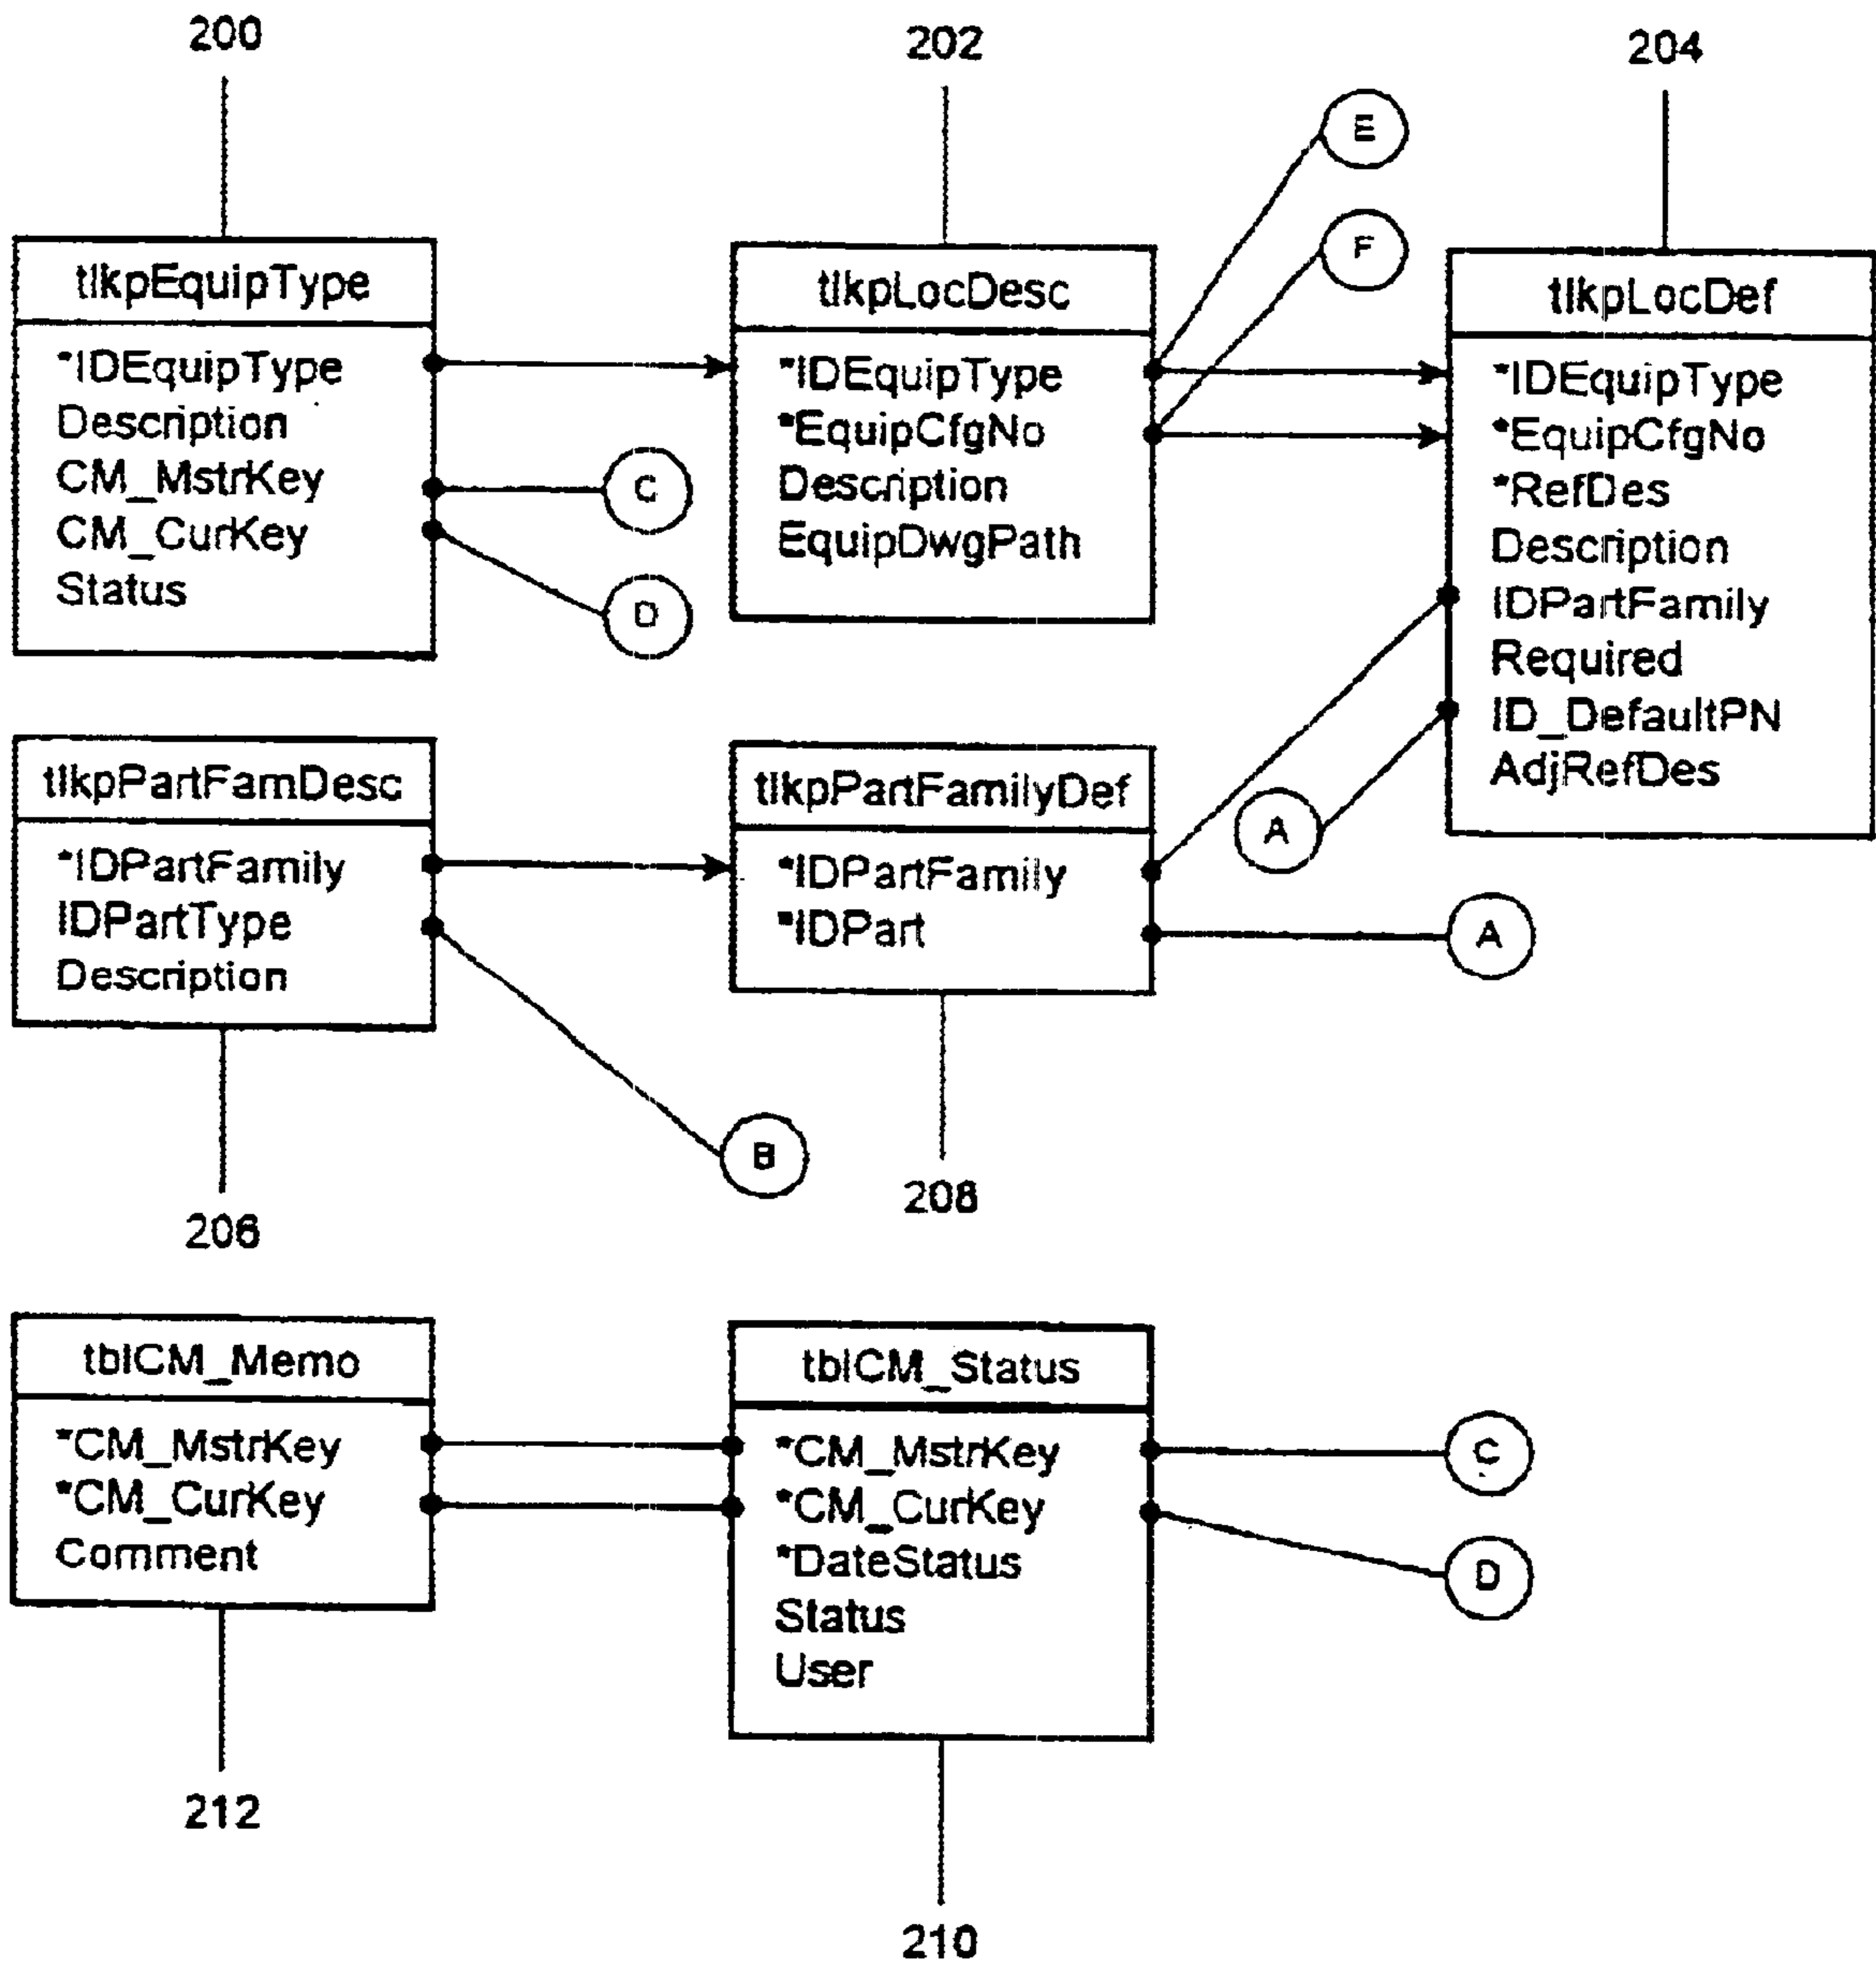 200
202
204
E
F
tlkpEquipType
*IDEquipType
Description
CM_MstrKey
CM_CurKey
Status
C
D
tlkpLocDesc
*IDEquipType
*EquipCfgNo
Description
EquipDwgPath
tlkpLocDef
*IDEquipType
*EquipCfgNo
*RefDes
Description
IDPartFamily
Required
ID_DefaultPN
AdjRefDes
tlkpPartFamDesc
*IDPartFamily
IDPartType
Description
tlkpPartFamilyDef
*IDPartFamily
*IDPart
A
A
B
206
208
tblCM_Memo
*CM_MstrKey
*CM_CurKey
Comment
tblCM_Status
*CM_MstrKey
*CM_CurKey
*DateStatus
Status
User
C
D
212
210